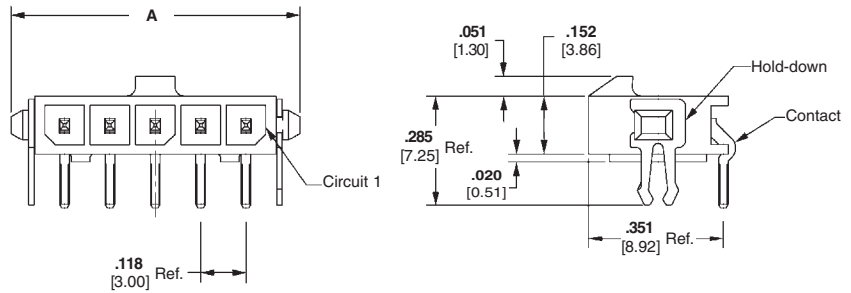 A
.051
[1.30]
.152
[3.86]
Hold-down
Contact
.285
[7.25] Ref.
.020
[0.51]
Circuit 1
.351
[8.92] Ref.
.118
[3.00] Ref.